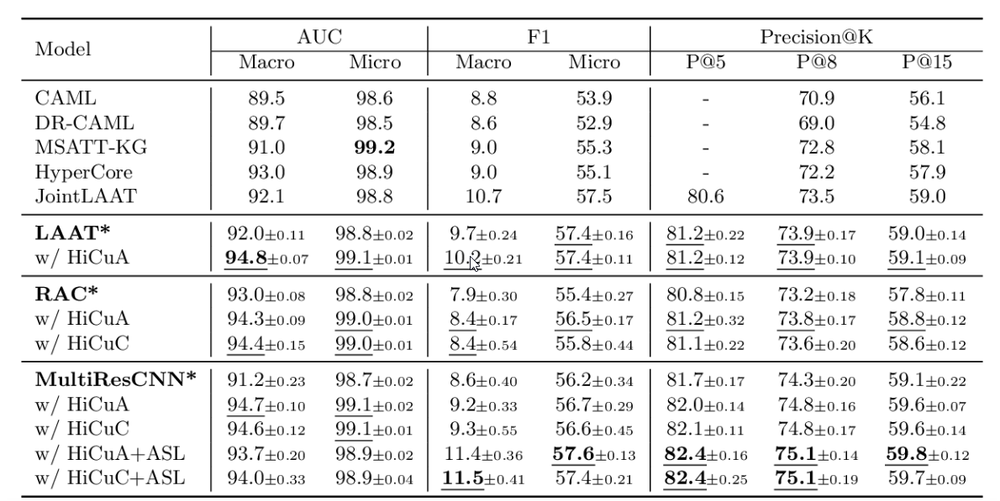 Model AUC F1 Precision@K
Macro Micro Macro Micro P@5 P@8 P@15
CAML 89.5 98.6 8.8 53.9 - 70.9 56.1
DR-CAML 89.7 98.5 8.6 52.9 - 69.0 54.8
MSATT-KG 91.0 99.2 9.0 55.3 - 72.8 58.1
HyperCore 93.0 98.9 9.0 55.1 - 72.2 57.9
JointLAAT 92.1 98.8 10.7 57.5 80.6 73.5 59.0
LAAT* 92.0±0.11 98.8±0.02 9.7±0.24 57.4±0.16 81.2±0.22 73.9±0.17 59.0±0.14
w/ HiCuA 94.8±0.07 99.1±0.01 10.2±0.21 57.4±0.11 81.2±0.12 73.9±0.10 59.1±0.09
RAC* 93.0±0.08 98.8±0.02 7.9±0.30 55.4±0.27 80.8±0.15 73.2±0.18 57.8±0.11
w/ HiCuA 94.3±0.09 99.0±0.01 8.4±0.17 56.5±0.17 81.2±0.32 73.8±0.17 58.8±0.12
w/ HiCuC 94.4±0.15 99.0±0.01 8.4±0.54 55.8±0.44 81.1±0.22 73.6±0.20 58.6±0.12
MultiResCNN* 91.2±0.23 98.7±0.02 8.6±0.40 56.2±0.34 81.7±0.17 74.3±0.20 59.1±0.22
w/ HiCuA 94.7±0.10 99.1±0.02 9.2±0.33 56.7±0.29 82.0±0.14 74.8±0.16 59.6±0.07
w/ HiCuC 94.6±0.12 99.1±0.01 9.3±0.55 56.6±0.45 82.1±0.11 74.8±0.17 59.6±0.14
w/ HiCuA+ASL 93.7±0.20 98.9±0.02 11.4±0.36 57.6±0.13 82.4±0.16 75.1±0.14 59.8±0.12
w/ HiCuC+ASL 94.0±0.33 98.9±0.04 11.5±0.41 57.4±0.21 82.4±0.25 75.1±0.19 59.7±0.09